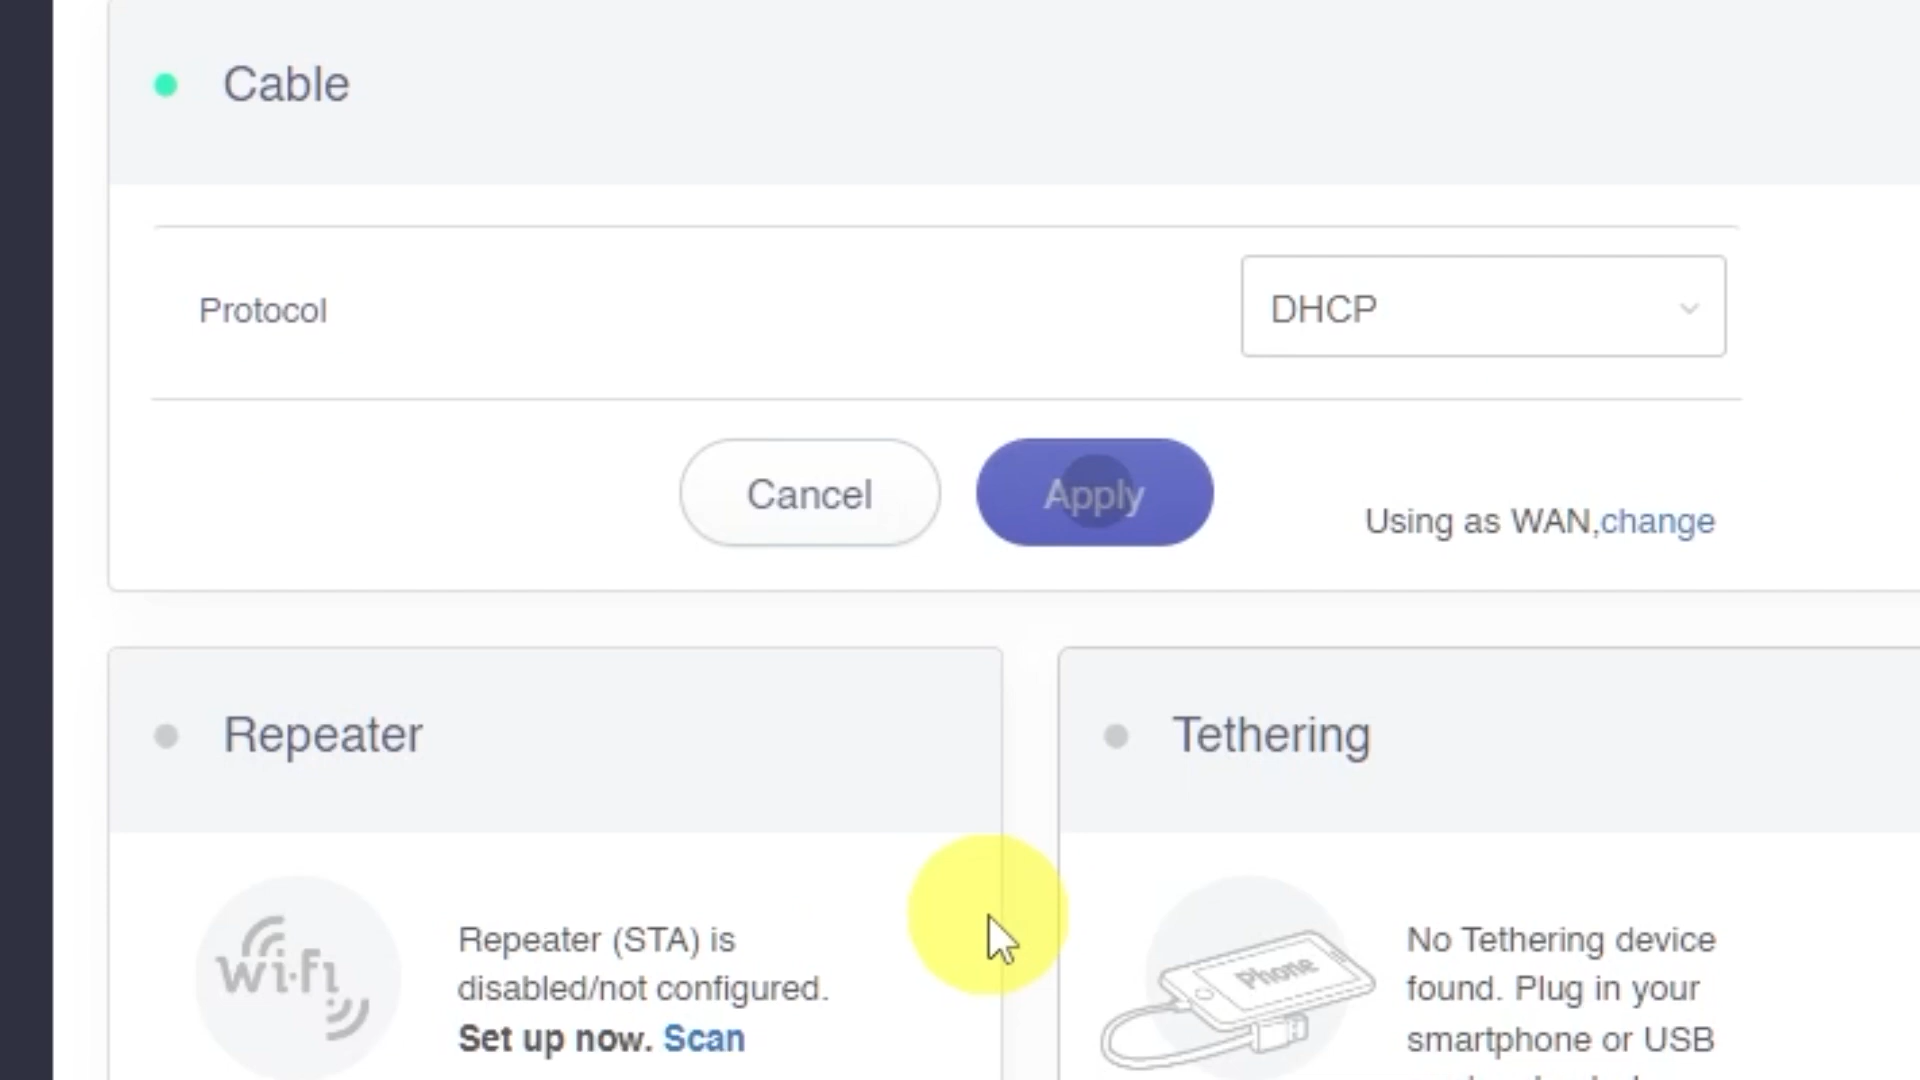 Cable
Protocol
DHCP
Cancel
Apply
Using as WAN,change
Repeater
Tethering
Wi-Fi
Repeater (STA) is
disabled/not configured.
Set up now. Scan
Phone
No Tethering device
found. Plug in your
smartphone or USB